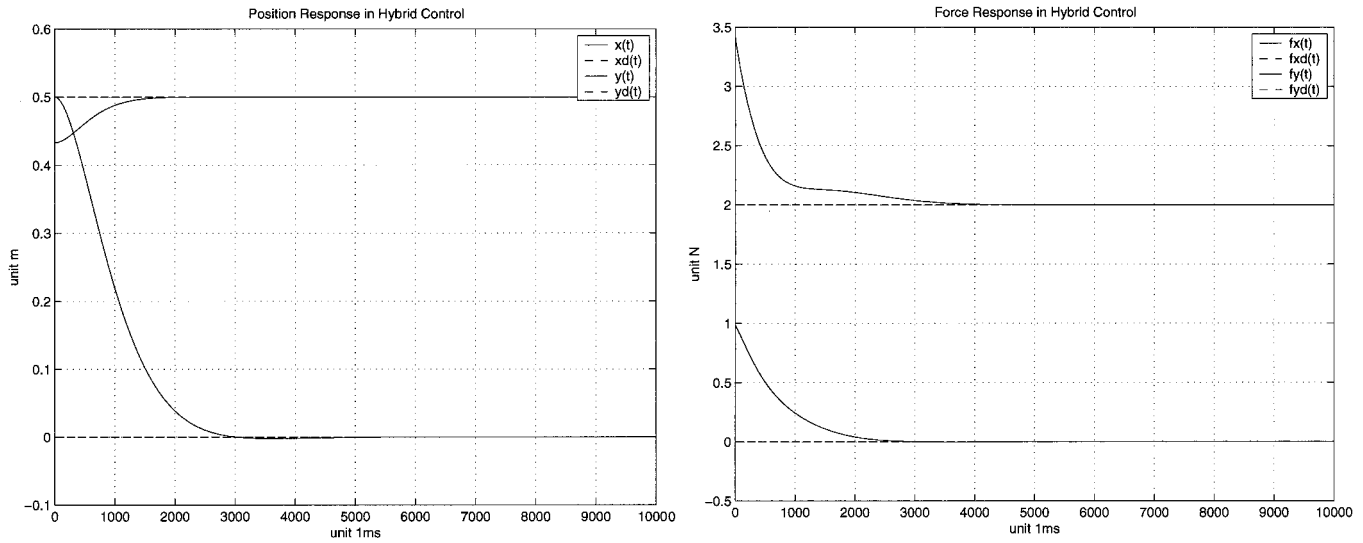 Position Response in Hybrid Control
0.6
0.5
0.4
0.3
0.2
0.1
0
−0.1
unit m
x(t)
xd(t)
y(t)
yd(t)
0 1000 2000 3000 4000 5000 6000 7000 8000 9000 10000
unit 1ms
Force Response in Hybrid Control
3.5
3
2.5
2
1.5
1
0.5
0
−0.5
unit N
fx(t)
fxd(t)
fy(t)
fyd(t)
0 1000 2000 3000 4000 5000 6000 7000 8000 9000 10000
unit 1ms